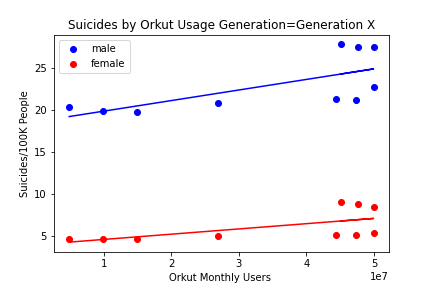 Suicides by Orkut Usage Generation=Generation X
male
female
Suicides/100K People
25
20
15
10
5
1
2
3
4
5
1e7
Orkut Monthly Users